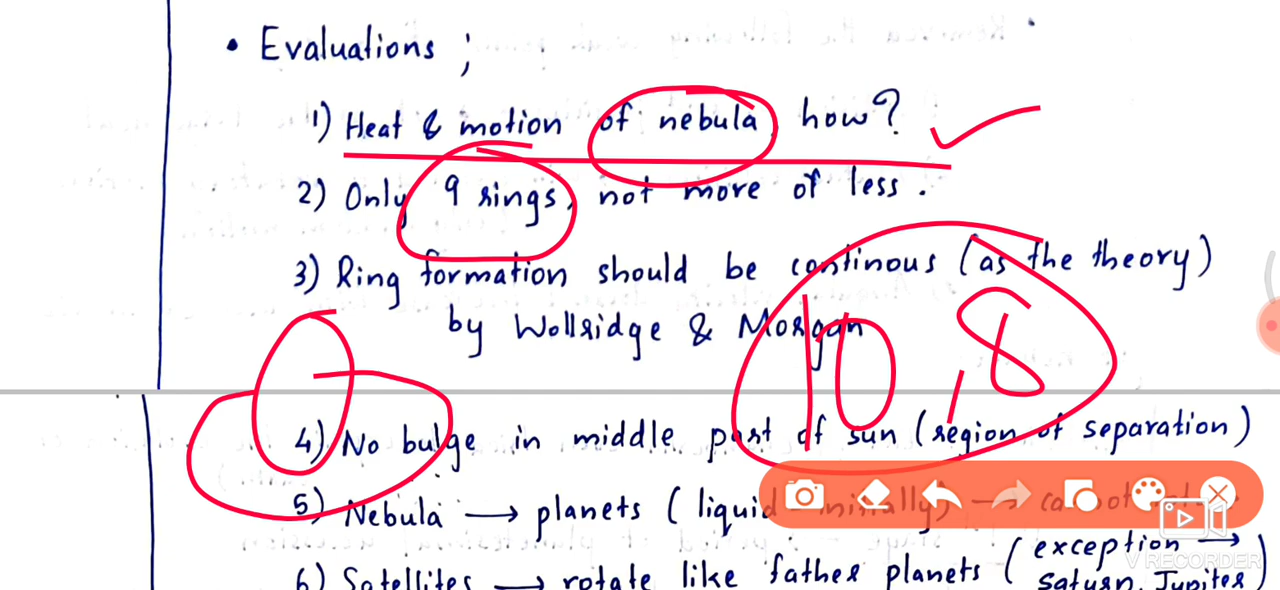 • Evaluations ;
1) Heat & motion of nebula, how?
2) Only 9 rings, not more or less.
3) Ring formation should be continous (as the theory)
by Wollridge & Morgan
10,8
4) No bulge in middle part of sun (region of separation)
5) Nebula → planets (liquid - initially) →
6) Satellites → rotate like father planets (exception →
Saturn, Jupiter)
V RECORDER